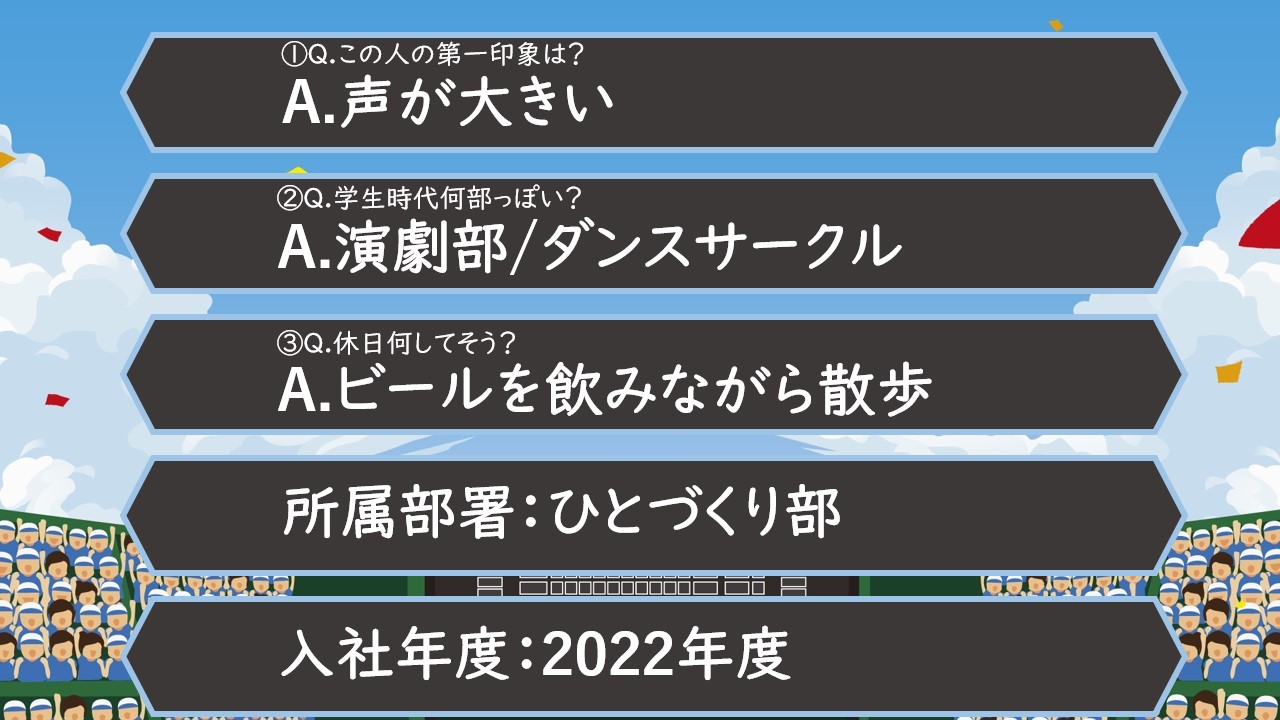 ①Q.この人の第一印象は？
A.声が大きい
②Q.学生時代何部っぽい？
A.演劇部/ダンスサークル
③Q.休日何してそう？
A.ビールを飲みながら散歩
所属部署：ひとづくり部
入社年度：2022年度